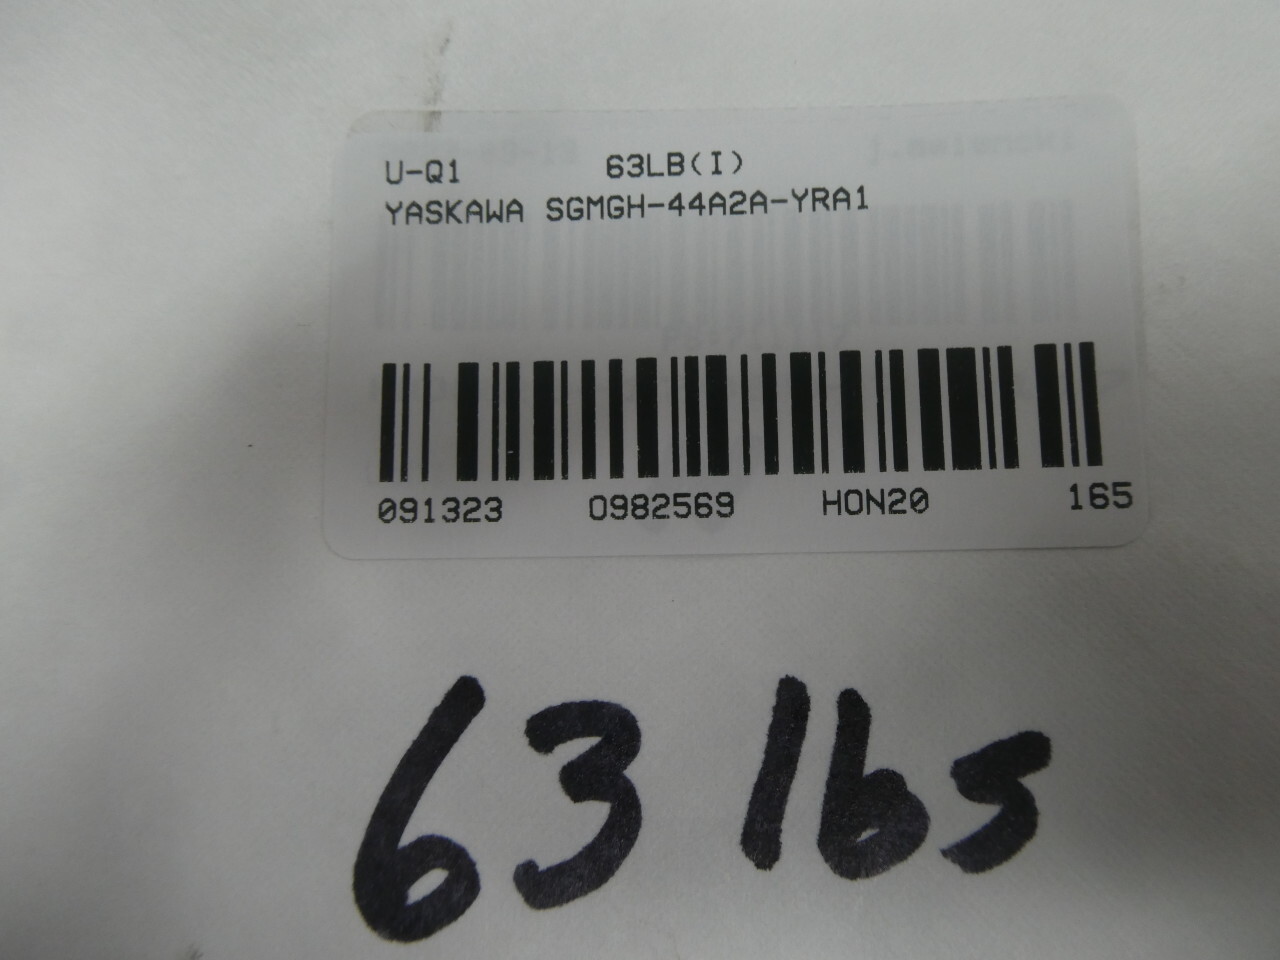 U-Q1 63LB(I)
YASKAWA SGMGH-44A2A-YRA1
091323 0982569 HON20 165
63 lbs